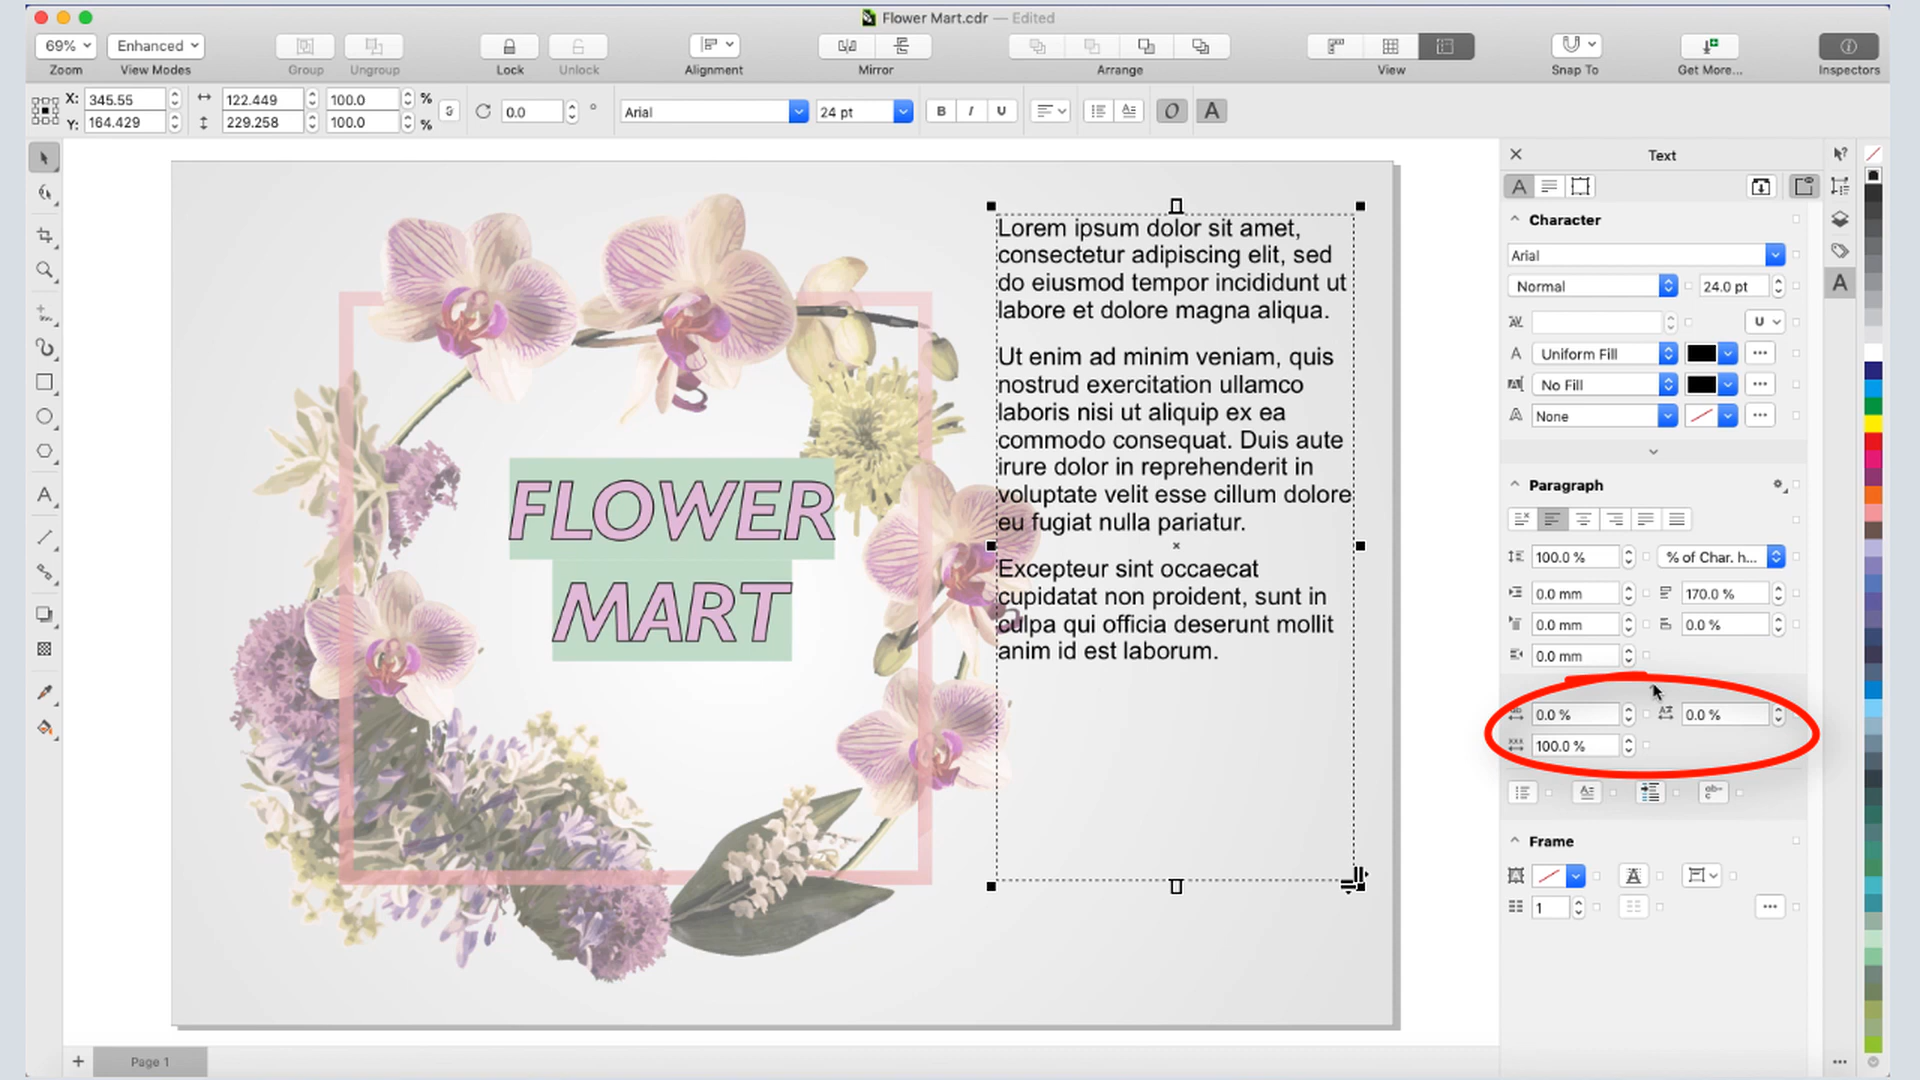 Flower Mart.cdr — Edited
69%
Enhanced
Zoom
View Modes
Group
Ungroup
Lock
Unlock
Alignment
Mirror
Arrange
View
Snap To
Get More...
Inspectors
X: 345.55
122.449
100.0 %
Y: 164.429
229.258
100.0 %
0.0 °
Arial
24 pt
B I U
O
A
Text
Character
Arial
Normal
24.0 pt
U
Uniform Fill
No Fill
None
Paragraph
100.0 %
% of Char. h...
0.0 mm
170.0 %
0.0 mm
0.0 %
0.0 mm
0.0 %
0.0 %
100.0 %
Frame
1
Lorem ipsum dolor sit amet,
consectetur adipiscing elit, sed
do eiusmod tempor incididunt ut
labore et dolore magna aliqua.
Ut enim ad minim veniam, quis
nostrud exercitation ullamco
laboris nisi ut aliquip ex ea
commodo consequat. Duis aute
irure dolor in reprehenderit in
voluptate velit esse cillum dolore
eu fugiat nulla pariatur.
Excepteur sint occaecat
cupidatat non proident, sunt in
culpa qui officia deserunt mollit
anim id est laborum.
FLOWER
MART
Page 1